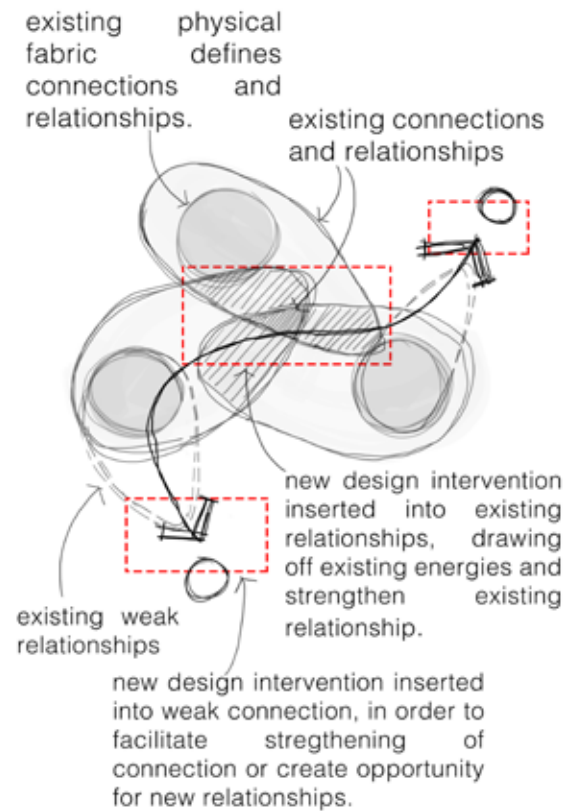 existing physical
fabric defines
connections and
relationships.
existing connections
and relationships
new design intervention
inserted into existing
relationships, drawing
off existing energies and
strengthen existing
relationship.
existing weak
relationships
new design intervention inserted
into weak connection, in order to
facilitate stregthening of
connection or create opportunity
for new relationships.